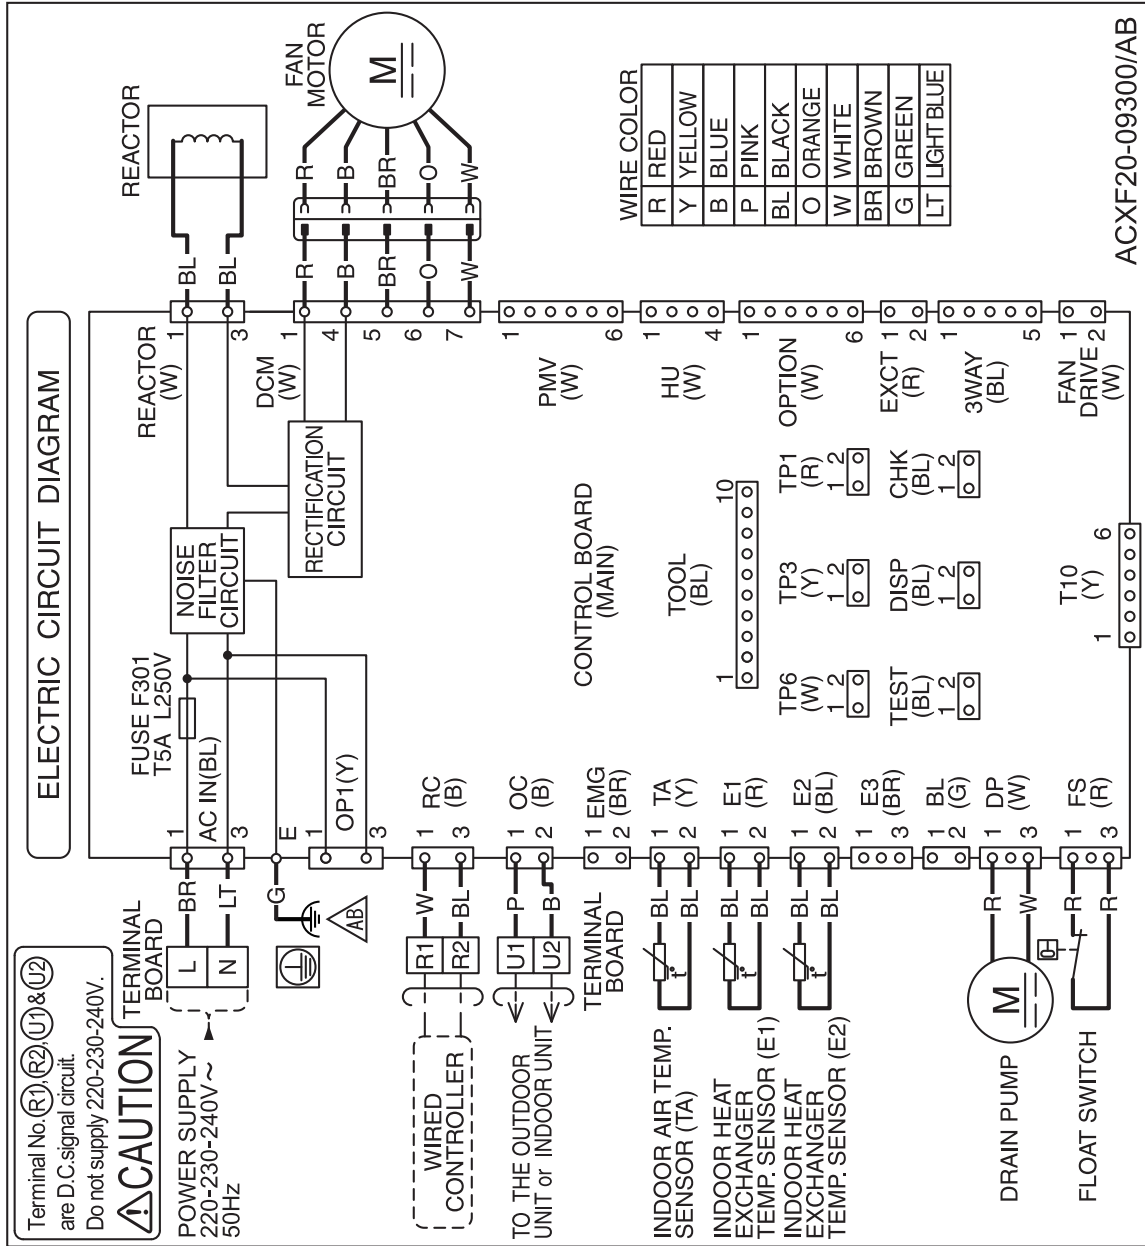 ELECTRIC CIRCUIT DIAGRAM
Terminal No. R1, R2, U1 & U2
are D.C.signal circuit.
Do not supply 220-230-240V.
⚠CAUTION
POWER SUPPLY
220-230-240V~
50Hz
TERMINAL
BOARD
L
N
BR
LT
G
AB
1
AC IN(BL)
3
E
FUSE F301
T5A L250V
NOISE
FILTER
CIRCUIT
RECTIFICATION
CIRCUIT
REACTOR
(W)
1
3
BL
BL
REACTOR
DCM
(W)
1
4
5
6
7
R
B
BR
O
W
R
B
BR
O
W
FAN
MOTOR
M
1
OP1(Y)
3
WIRED
CONTROLLER
R1
R2
W
BL
1
3
RC
(B)
TO THE OUTDOOR
UNIT or INDOOR UNIT
U1
U2
P
B
1
2
OC
(B)
TERMINAL
BOARD
1
2
EMG
(BR)
INDOOR AIR TEMP.
SENSOR (TA)
t°
BL
BL
1
2
TA
(Y)
INDOOR HEAT
EXCHANGER
TEMP. SENSOR (E1)
t°
BL
BL
1
2
E1
(R)
INDOOR HEAT
EXCHANGER
TEMP. SENSOR (E2)
t°
BL
BL
1
2
E2
(BL)
1
3
E3
(BR)
1
2
BL
(G)
DRAIN PUMP
M
R
W
1
3
DP
(W)
FLOAT SWITCH
R
R
1
3
FS
(R)
CONTROL BOARD
(MAIN)
TOOL
(BL)
1
10
TP6
(W)
1 2
TP3
(Y)
1 2
TP1
(R)
1 2
TEST
(BL)
1 2
DISP
(BL)
1 2
CHK
(BL)
1 2
T10
(Y)
1
6
PMV
(W)
1
6
HU
(W)
1
4
OPTION
(W)
1
6
EXCT
(R)
1
2
3WAY
(BL)
1
5
FAN
DRIVE
(W)
1
2
WIRE COLOR
R RED
Y YELLOW
B BLUE
P PINK
BL BLACK
O ORANGE
W WHITE
BR BROWN
G GREEN
LT LIGHT BLUE
ACXF20-09300/AB